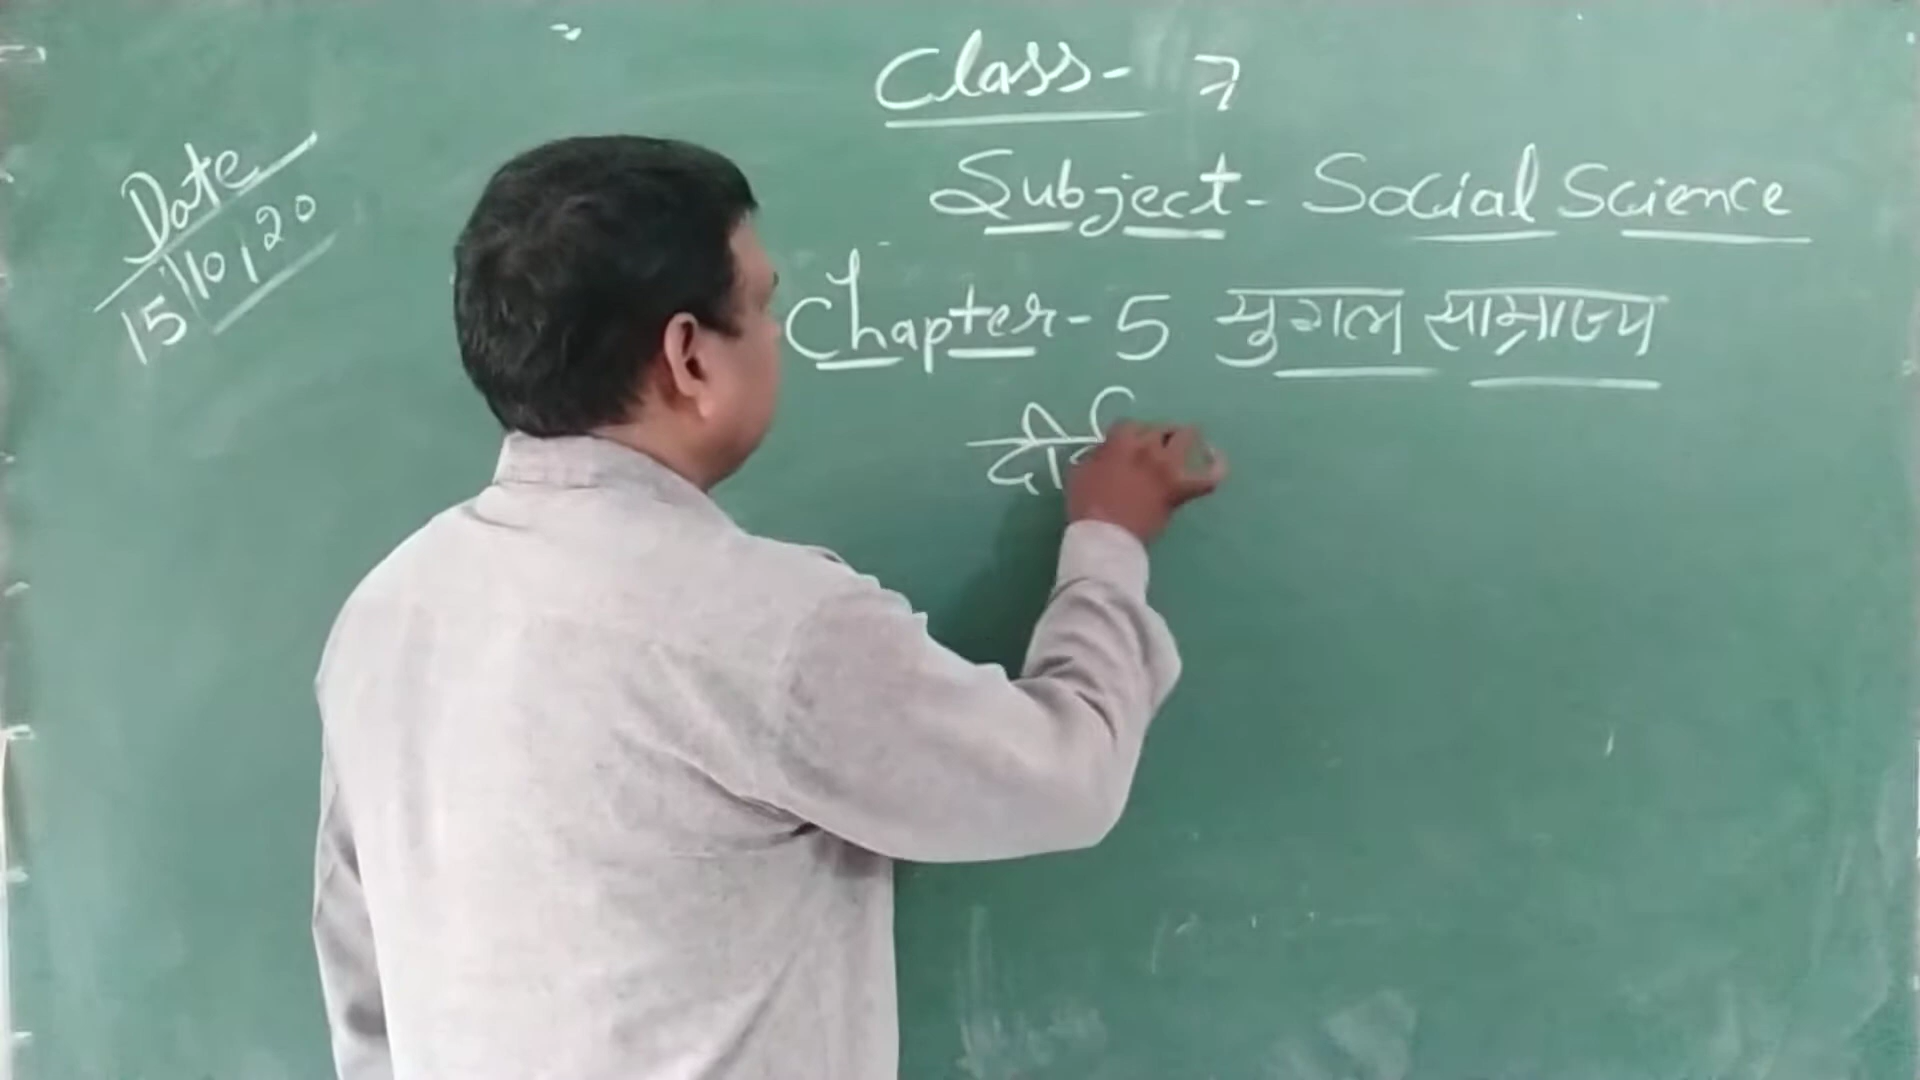 Date
15/10/20
Class- 7
Subject- Social Science
Chapter- 5 मुगल साम्राज्य